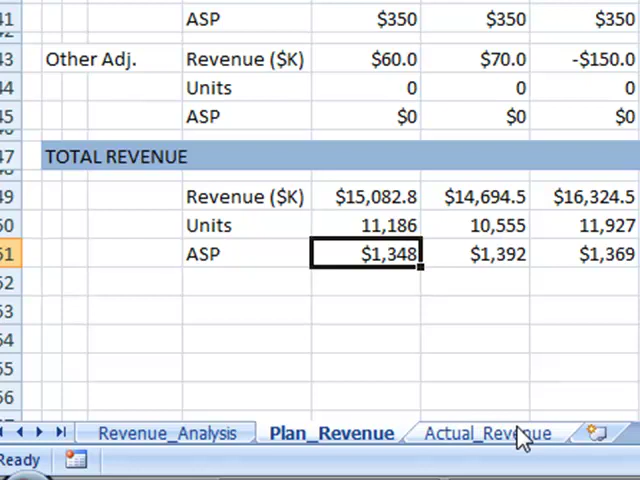 41 ASP $350 $350 $350
43 Other Adj. Revenue ($K) $60.0 $70.0 -$150.0
44 Units 0 0 0
45 ASP $0 $0 $0
47 TOTAL REVENUE
49 Revenue ($K) $15,082.8 $14,694.5 $16,324.5
50 Units 11,186 10,555 11,927
51 ASP $1,348 $1,392 $1,369
52
53
54
55
56
Revenue_Analysis Plan_Revenue Actual_Revenue
Ready